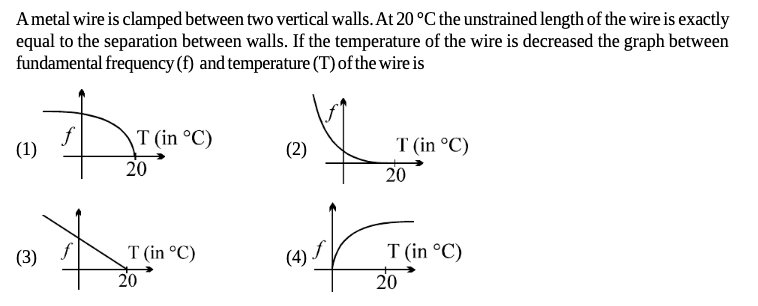 A metal wire is clamped between two vertical walls. At 20 °C the unstrained length of the wire is exactly
equal to the separation between walls. If the temperature of the wire is decreased the graph between
fundamental frequency (f) and temperature (T) of the wire is
(1) f T (in °C) 20
(2) f T (in °C) 20
(3) f T (in °C) 20
(4) f T (in °C) 20